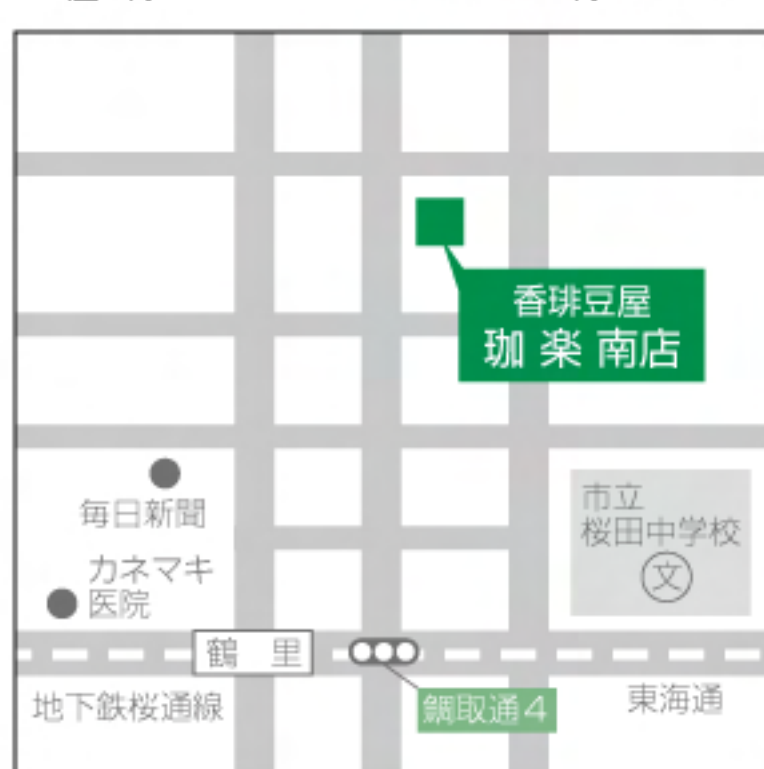 香琲豆屋
珈楽 南店
毎日新聞
カネマキ
医院
市立
桜田中学校
文
鶴里
鯛取通4
地下鉄桜通線
東海通